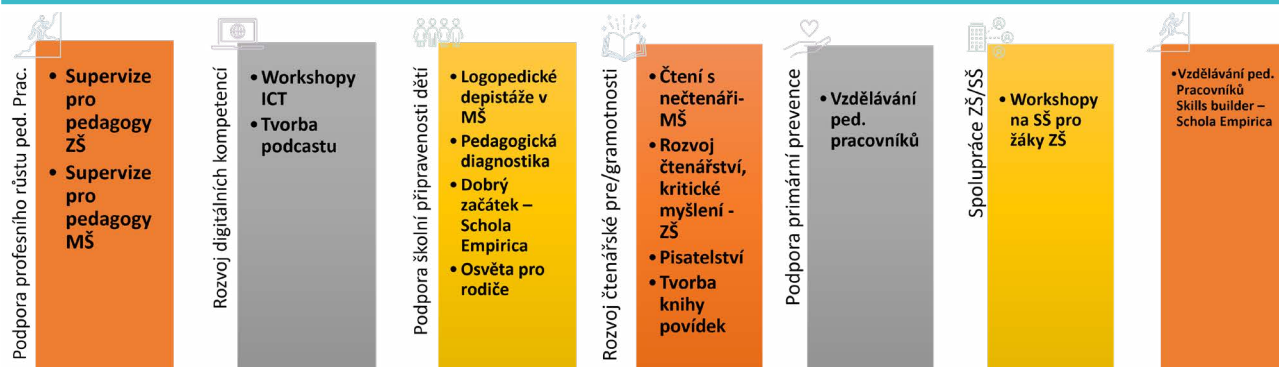 Podpora profesního růstu ped. Prac.
• Supervize
pro
pedagogy
ZŠ
• Supervize
pro
pedagogy
MŠ
Rozvoj digitálních kompetencí
• Workshopy
ICT
• Tvorba
podcastu
Podpora školní připravenosti dětí
• Logopedické
depistáže v
MŠ
• Pedagogická
diagnostika
• Dobrý
začátek –
Schola
Empirica
• Osvěta pro
rodiče
Rozvoj čtenářské pre/gramotnosti
• Čtení s
nečtenáři-
MŠ
• Rozvoj
čtenářství,
kritické
myšlení -
ZŠ
• Pisatelství
• Tvorba
knihy
povídek
Podpora primární prevence
• Vzdělávání
ped.
pracovníků
Spolupráce ZŠ/SŠ
• Workshopy
na SŠ pro
žáky ZŠ
• Vzdělávání ped.
Pracovníků
Skills builder –
Schola Empirica